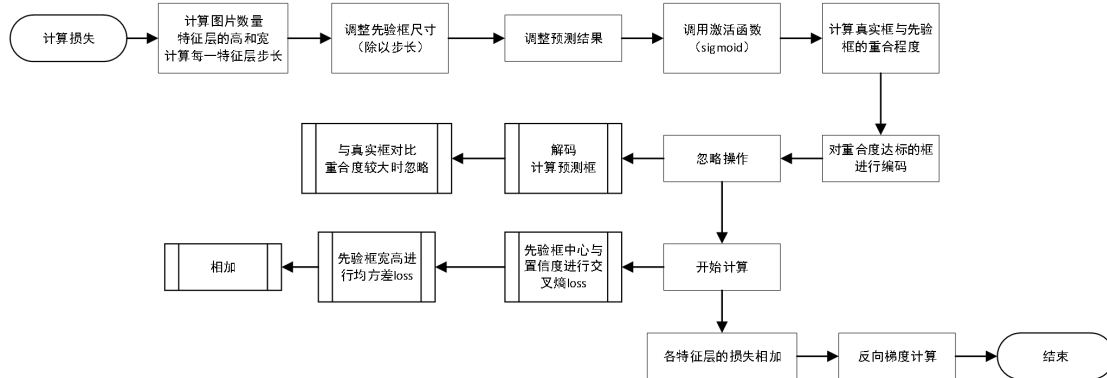 计算损失
计算图片数量
特征层的高和宽
计算每一特征层步长
调整先验框尺寸
（除以步长）
调整预测结果
调用激活函数
（sigmoid）
计算真实框与先验
框的重合程度
对重合度达标的框
进行编码
忽略操作
解码
计算预测框
与真实框对比
重合度较大时忽略
开始计算
先验框中心与
置信度进行交
叉熵loss
先验框宽高进
行均方差loss
相加
各特征层的损失相加
反向梯度计算
结束